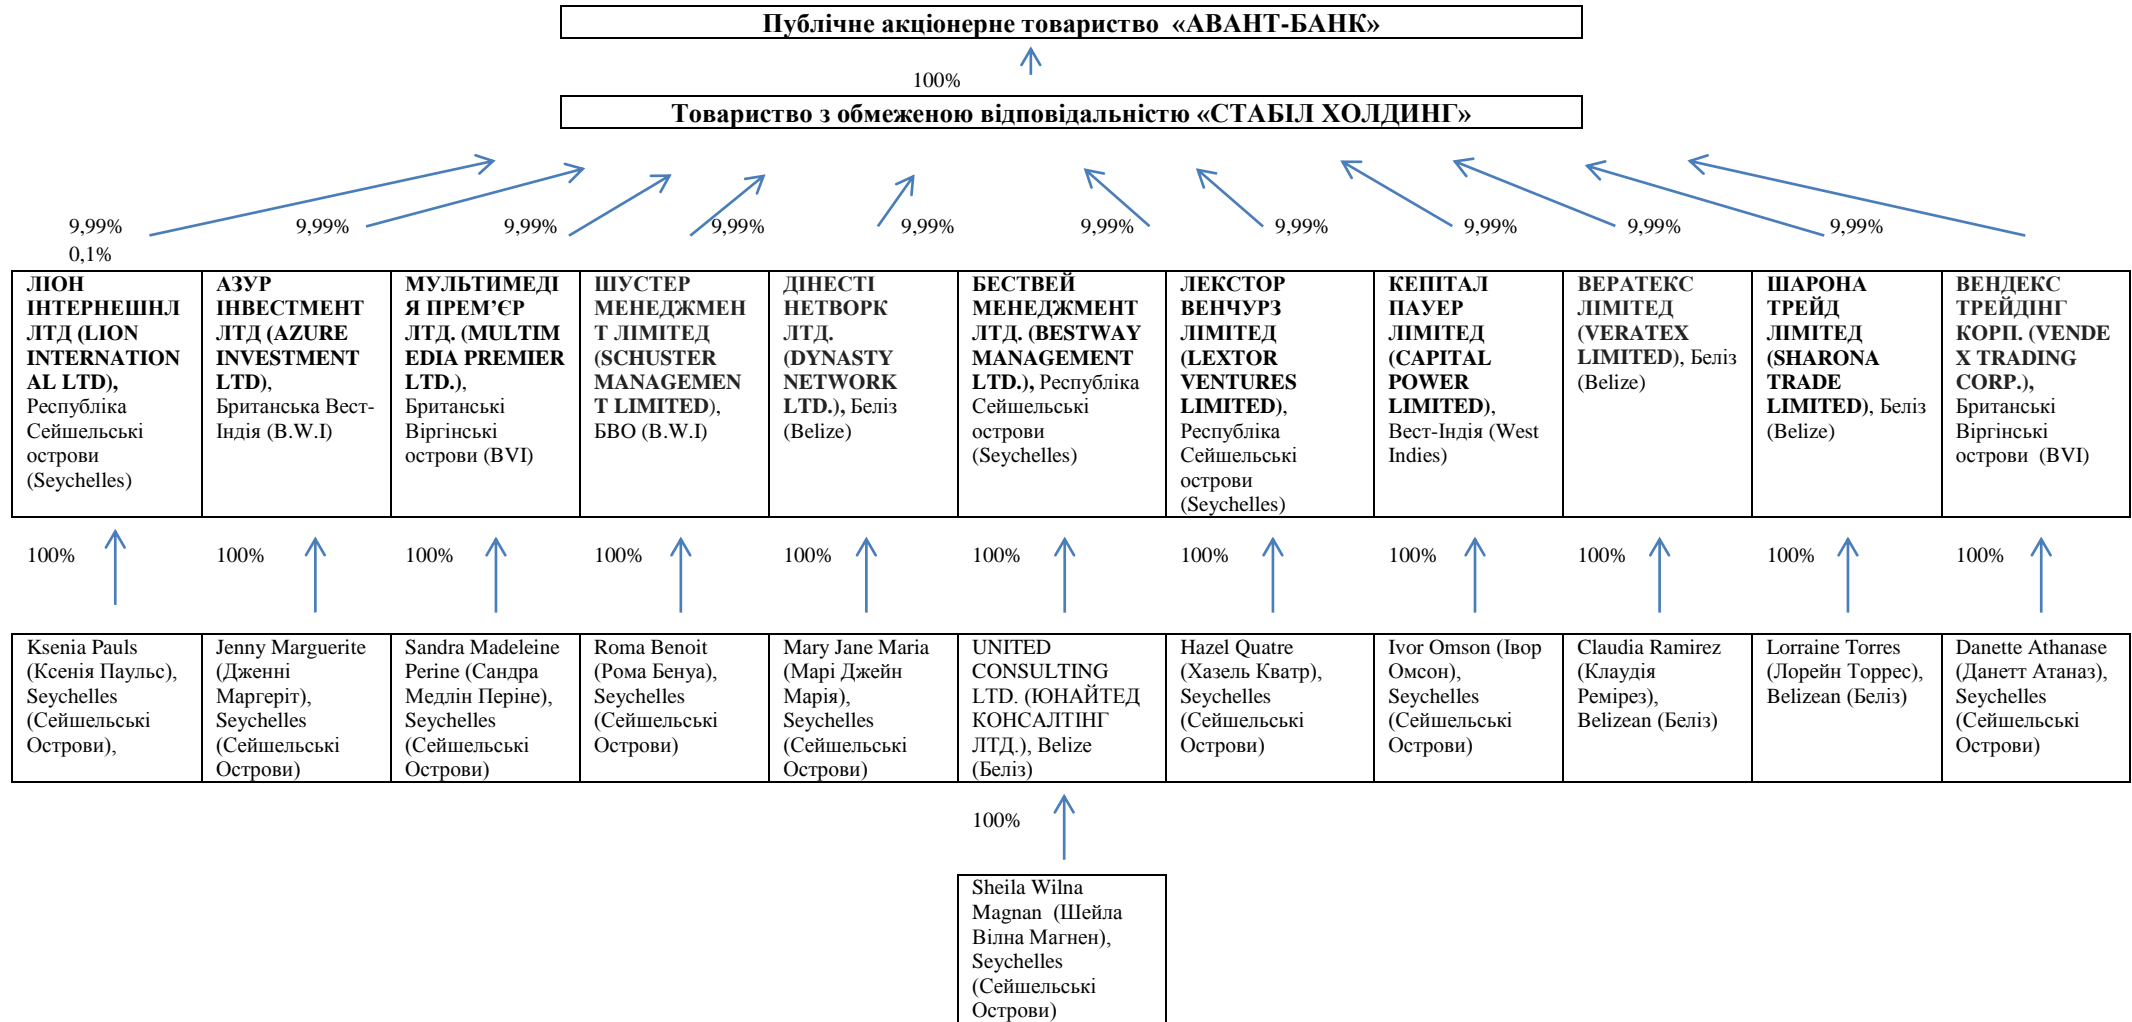 Публічне акціонерне товариство «АВАНТ-БАНК»
100%
Товариство з обмеженою відповідальністю «СТАБІЛ ХОЛДИНГ»
9,99% 9,99% 9,99% 9,99% 9,99% 9,99% 9,99% 9,99% 9,99% 9,99%
0,1%
ЛІОН
ІНТЕРНЕШНЛ
ЛТД (LION
INTERNATION
AL LTD),
Республіка
Сейшельські
острови
(Seychelles)
АЗУР
ІНВЕСТМЕНТ
ЛТД (AZURE
INVESTMENT
LTD),
Британська Вест-
Індія (B.W.I)
МУЛЬТИМЕДІ
Я ПРЕМ’ЄР
ЛТД. (MULTIM
EDIA PREMIER
LTD.),
Британські
Віргінські
острови (BVI)
ШУСТЕР
МЕНЕДЖМЕН
Т ЛІМІТЕД
(SCHUSTER
MANAGEMEN
T LIMITED),
БВО (B.W.I)
ДІНЕСТІ
НЕТВОРК
ЛТД.
(DYNASTY
NETWORK
LTD.), Беліз
(Belize)
БЕСТВЕЙ
МЕНЕДЖМЕНТ
ЛТД. (BESTWAY
MANAGEMENT
LTD.), Республіка
Сейшельські
острови
(Seychelles)
ЛЕКСТОР
ВЕНЧУРЗ
ЛІМІТЕД
(LEXTOR
VENTURES
LIMITED),
Республіка
Сейшельські
острови
(Seychelles)
КЕПІТАЛ
ПАУЕР
ЛІМІТЕД
(CAPITAL
POWER
LIMITED),
Вест-Індія (West
Indies)
ВЕРАТЕКС
ЛІМІТЕД
(VERATEX
LIMITED), Беліз
(Belize)
ШАРОНА
ТРЕЙД
ЛІМІТЕД
(SHARONA
TRADE
LIMITED), Беліз
(Belize)
ВЕНДЕКС
ТРЕЙДІНГ
КОРП. (VENDE
X TRADING
CORP.),
Британські
Віргінські
острови (BVI)
100% 100% 100% 100% 100% 100% 100% 100% 100% 100% 100%
Ksenia Pauls
(Ксенія Паульс),
Seychelles
(Сейшельські
Острови),
Jenny Marguerite
(Дженні
Маргеріт),
Seychelles
(Сейшельські
Острови)
Sandra Madeleine
Perine (Сандра
Медлін Періне),
Seychelles
(Сейшельські
Острови)
Roma Benoit
(Рома Бенуа),
Seychelles
(Сейшельські
Острови)
Mary Jane Maria
(Марі Джейн
Марія),
Seychelles
(Сейшельські
Острови)
UNITED
CONSULTING
LTD. (ЮНАЙТЕД
КОНСАЛТІНГ
ЛТД.), Belize
(Беліз)
Hazel Quatre
(Хазель Кватр),
Seychelles
(Сейшельські
Острови)
Ivor Omson (Івор
Омсон),
Seychelles
(Сейшельські
Острови)
Claudia Ramirez
(Клаудія
Ремірез),
Belizean (Беліз)
Lorraine Torres
(Лорейн Торрес),
Belizean (Беліз)
Danette Athanase
(Данетт Атаназ),
Seychelles
(Сейшельські
Острови)
100%
Sheila Wilna
Magnan (Шейла
Вілна Магнен),
Seychelles
(Сейшельські
Острови)